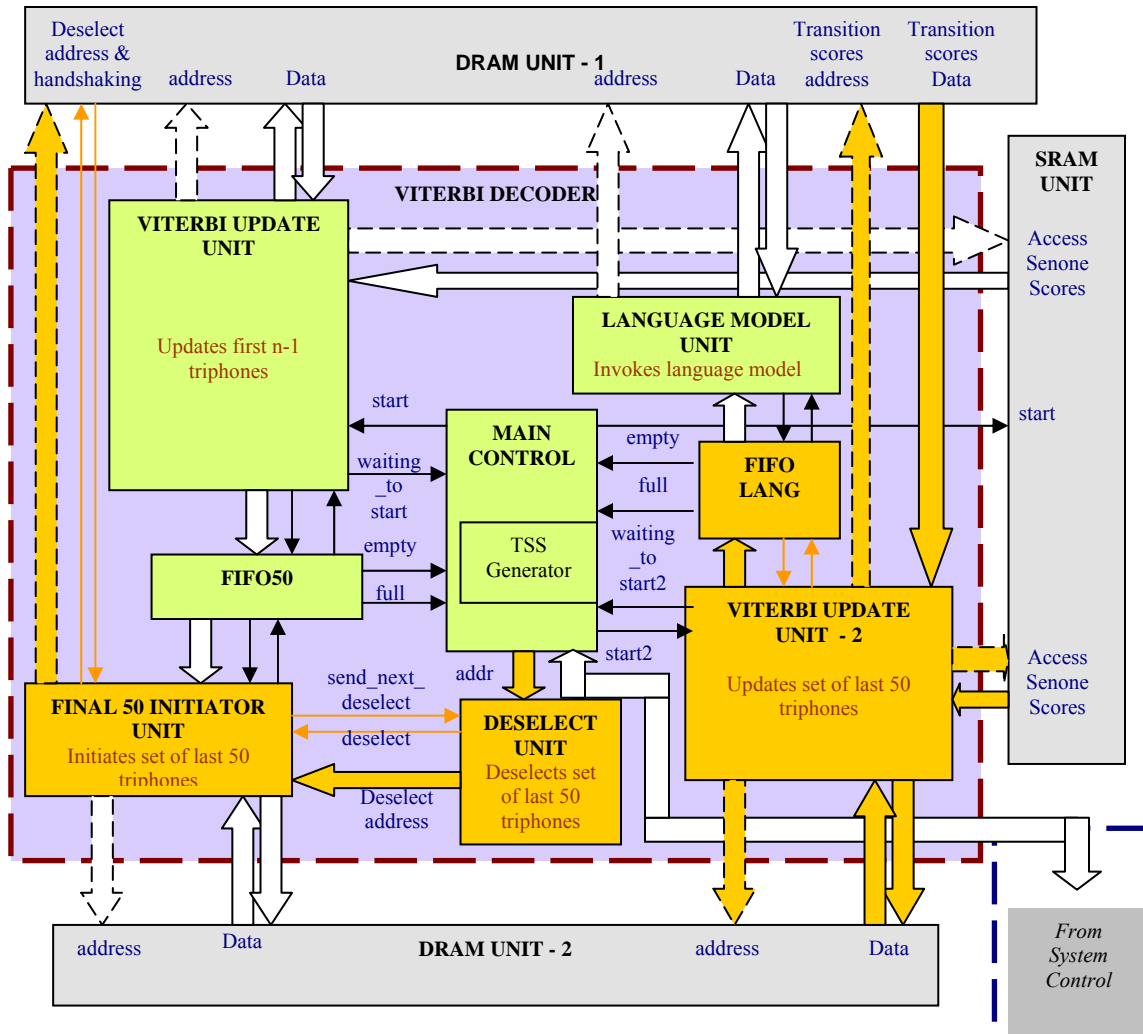 Deselect
address &
handshaking
address
Data
DRAM UNIT - 1
address
Data
Transition
scores
address
Transition
scores
Data
SRAM
UNIT
VITERBI DECODER
VITERBI UPDATE
UNIT
Updates first n-1
triphones
Access
Senone
Scores
LANGUAGE MODEL
UNIT
Invokes language model
start
start
MAIN
CONTROL
empty
full
FIFO
LANG
waiting
_to
start
TSS
Generator
waiting
_to
start2
FIFO50
empty
full
VITERBI UPDATE
UNIT - 2
Updates set of last 50
triphones
start2
addr
Access
Senone
Scores
FINAL 50 INITIATOR
UNIT
Initiates set of last 50
triphones
send_next_
deselect
deselect
Deselect
address
DESELECT
UNIT
Deselects set
of last 50
triphones
address
Data
DRAM UNIT - 2
address
Data
From
System
Control